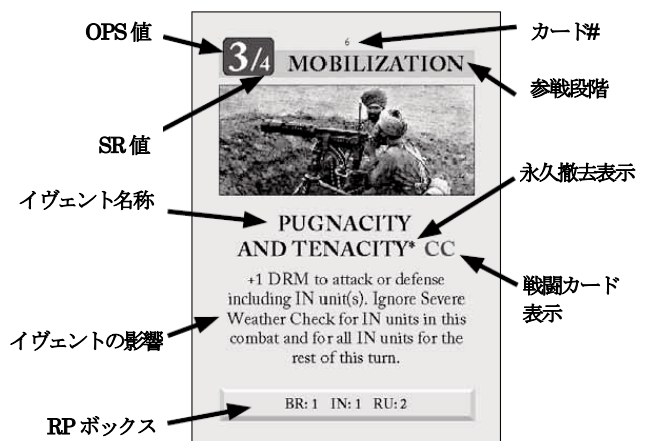 OPS値
カード#
6
3/4
MOBILIZATION
参戦段階
SR値
永久撤去表示
イヴェント名称
PUGNACITY
AND TENACITY* CC
戦闘カード
表示
+1 DRM to attack or defense
including IN unit(s). Ignore Severe
Weather Check for IN units in this
combat and for all IN units for the
rest of this turn.
イヴェントの影響
BR: 1 IN: 1 RU: 2
RPボックス